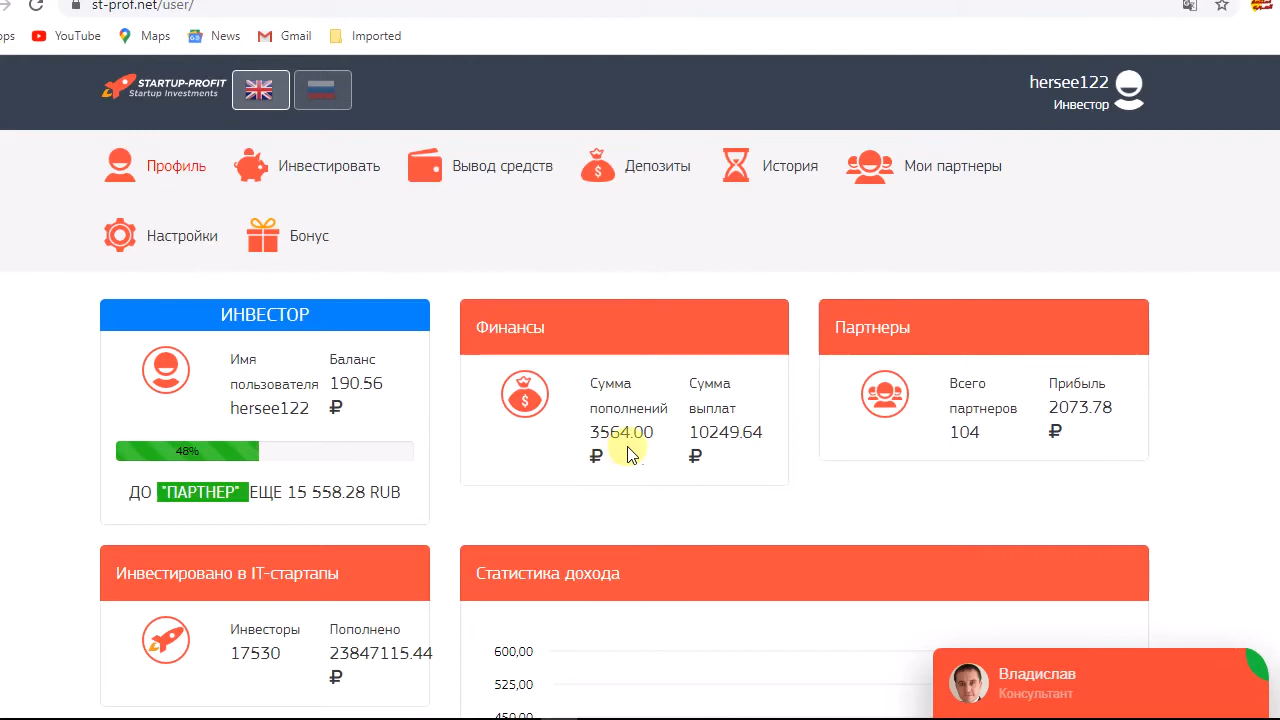 st-prof.net/user/
ops YouTube Maps News Gmail Imported
STARTUP-PROFIT
Startup Investments
hersee122
Инвестор
Профиль Инвестировать Вывод средств Депозиты История Мои партнеры
Настройки Бонус
ИНВЕСТОР
Имя
пользователя
hersee122
Баланс
190.56
₽
48%
ДО "ПАРТНЕР" ЕЩЕ 15 558.28 RUB
Финансы
Сумма
пополнений
3564.00
₽
Сумма
выплат
10249.64
₽
Партнеры
Всего
партнеров
104
Прибыль
2073.78
₽
Инвестировано в IT-стартапы
Инвесторы
17530
Пополнено
23847115.44
₽
Статистика дохода
600,00
525,00
450,00
Владислав
Консультант